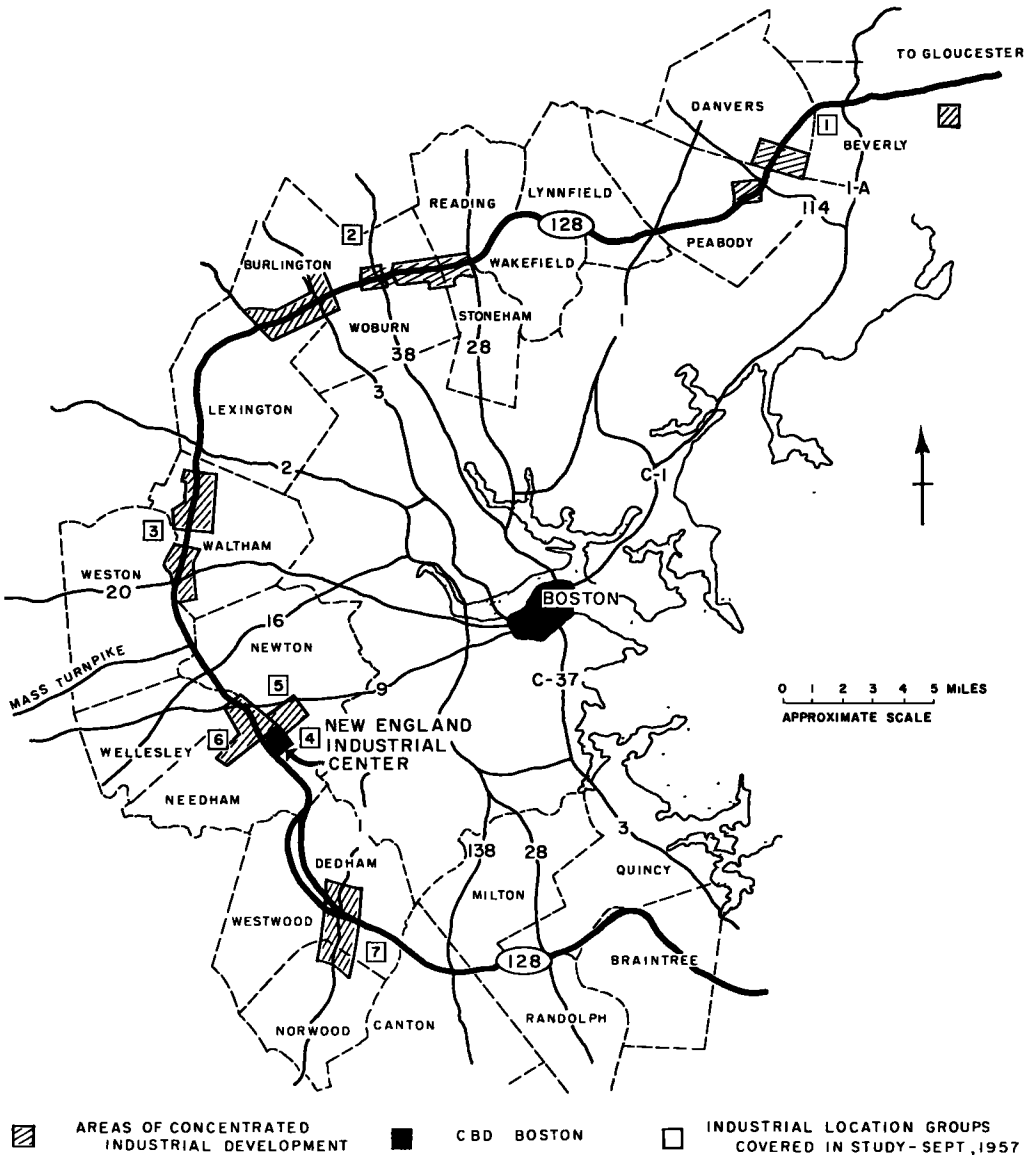 TO GLOUCESTER
DANVERS
1
BEVERLY
1-A
114
LYNNFIELD
READING
128
PEABODY
2
WAKEFIELD
BURLINGTON
STONEHAM
1
WOBURN
38
28
3
LEXINGTON
2
C-1
3
WALTHAM
WESTON
20
BOSTON
16
NEWTON
MASS TURNPIKE
C-37
5
9
0 1 2 3 4 5 MILES
APPROXIMATE SCALE
6
4
NEW ENGLAND
INDUSTRIAL
CENTER
WELLESLEY
NEEDHAM
3
138
28
DEDHAM
QUINCY
MILTON
WESTWOOD
7
128
BRAINTREE
NORWOOD
CANTON
RANDOLPH
AREAS OF CONCENTRATED
INDUSTRIAL DEVELOPMENT
CBD BOSTON
INDUSTRIAL LOCATION GROUPS
COVERED IN STUDY-SEPT, 1957